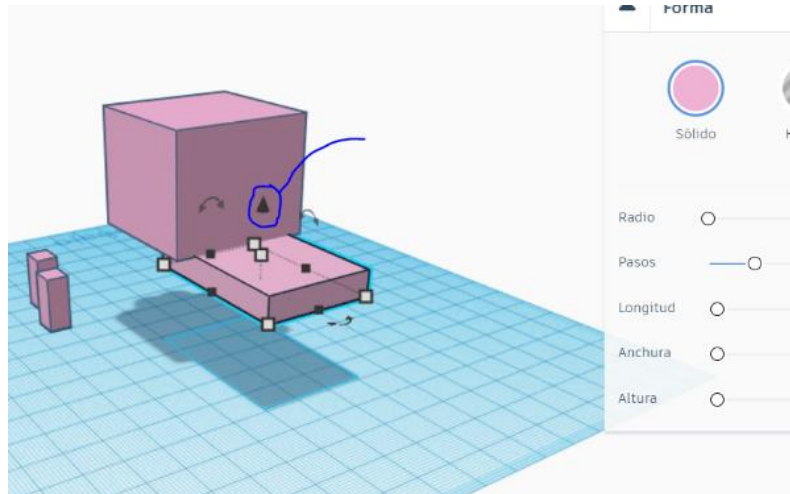 Forma
Sólido
H
Radio
Pasos
Longitud
Anchura
Altura